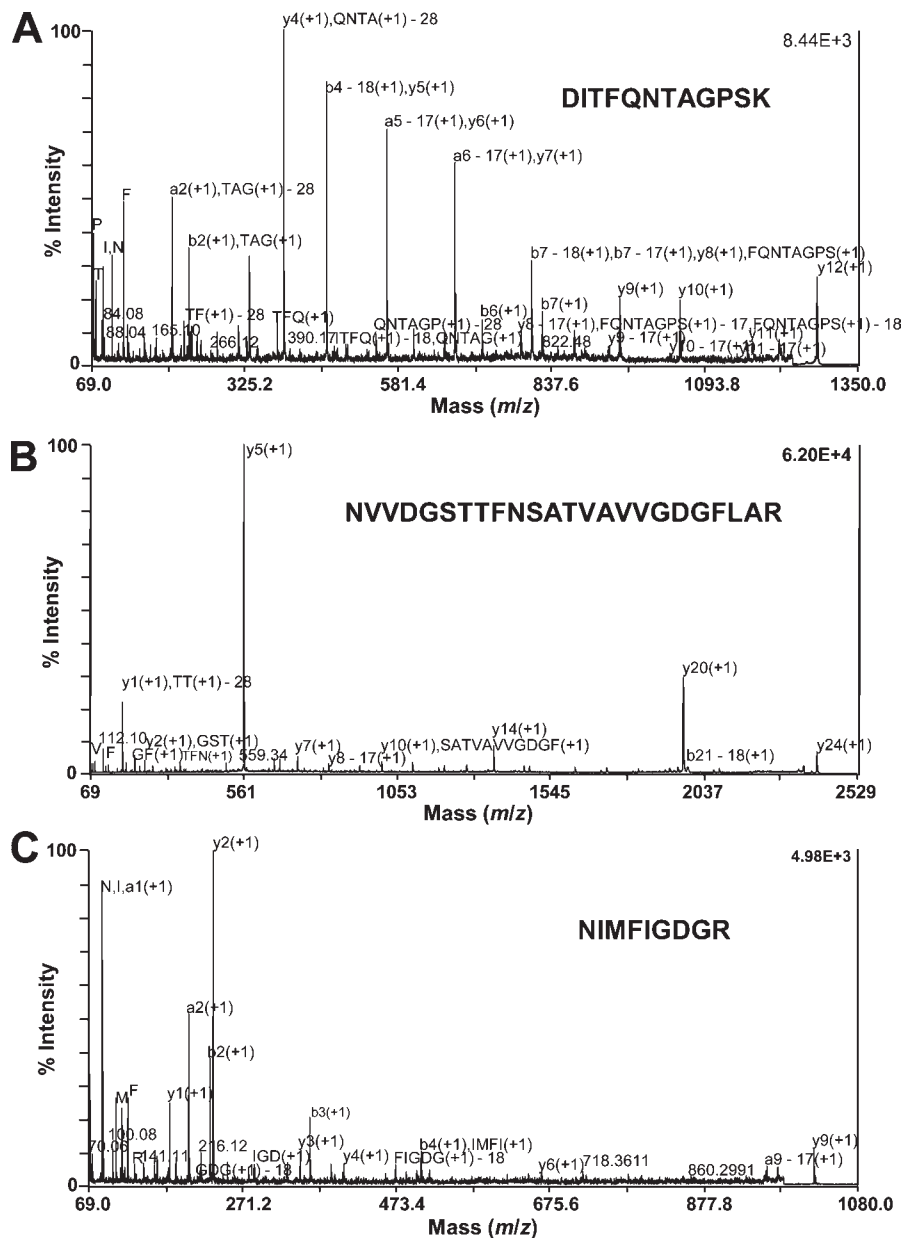 A
100
8.44E+3
y4(+1),QNTA(+1) - 28
DITFQNTAGPSK
b4 - 18(+1),y5(+1)
a5 - 17(+1),y6(+1)
a6 - 17(+1),y7(+1)
a2(+1),TAG(+1) - 28
F
P
I,N
b2(+1),TAG(+1)
b7 - 18(+1),b7 - 17(+1),y8(+1),FQNTAGPS(+1)
y12(+1)
T
y9(+1)
y10(+1)
84.08
TF(+1) - 28
TFQ(+1)
b6(+1)
b7(+1)
QNTAGP(+1) - 28
y8 - 17(+1),FQNTAGPS(+1) - 17,FQNTAGPS(+1) - 18
88.04
165.10
266.12
390.17
TFQ(+1) - 18,QNTAG(+1)
822.48
y9 - 17(+1)
y11(+1)
% Intensity
0
69.0
325.2
581.4
837.6
1093.8
1350.0
Mass (m/z)
B
100
6.20E+4
y5(+1)
NVVDGSTTFNSATVAVVGDGFLAR
y1(+1),TT(+1) - 28
y20(+1)
112.10
y2(+1),GST(+1)
y14(+1)
V
F
GF(+1)
TFN(+1)
559.34
y7(+1)
y8 - 17(+1)
y10(+1),SATVAVVGDGF(+1)
b21 - 18(+1)
y24(+1)
% Intensity
0
69
561
1053
1545
2037
2529
Mass (m/z)
C
100
4.98E+3
y2(+1)
N,I,a1(+1)
NIMFIGDGR
a2(+1)
b2(+1)
M
F
y1(+1)
b3(+1)
100.08
70.06
R
141.11
216.12
GDG(+1) - 18
IGD(+1)
y3(+1)
y4(+1)
b4(+1),IMFI(+1)
FIGDG(+1) - 18
y6(+1)
718.3611
860.2991
a9 - 17(+1)
y9(+1)
% Intensity
0
69.0
271.2
473.4
675.6
877.8
1080.0
Mass (m/z)